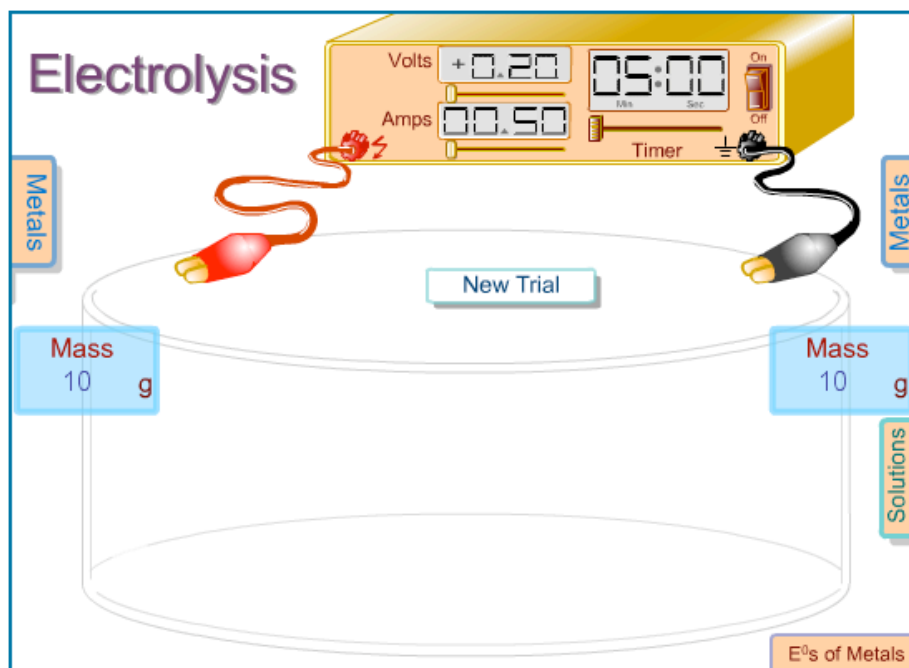 Electrolysis
Volts +0.20
Amps 00.50
05:00
Min Sec
Timer
On
Off
Metals
Metals
New Trial
Mass
10 g
Mass
10 g
Solutions
E⁰s of Metals